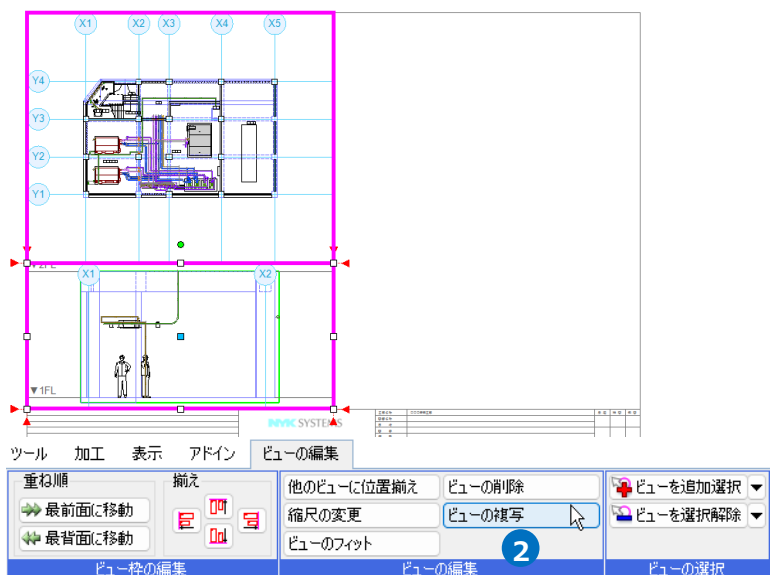 X1 X2 X3 X4 X5
Y4
Y3
Y2
Y1
X1 X2
▼1FL
NYK SYSTEMS
ツール 加工 表示 アドイン ビューの編集
重ね順 揃え
最前面に移動
最背面に移動
ビュー枠の編集
他のビューに位置揃え ビューの削除
縮尺の変更 ビューの複写
ビューのフィット
2
ビューの編集
ビューを追加選択
ビューを選択解除
ビューの選択